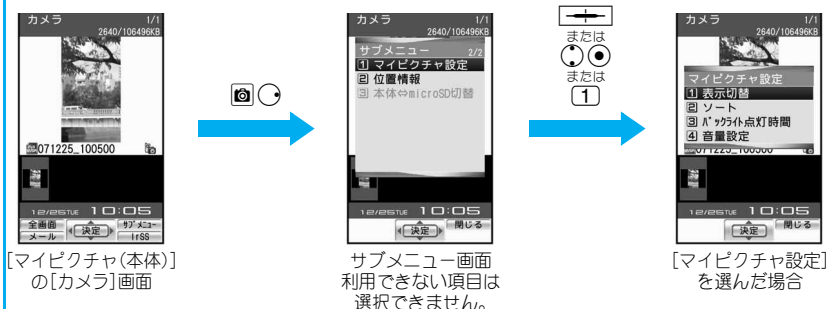 カメラ 1/1
2640/106496KB
071225_100500
12/25TUE 10:05
全画面 決定 サブメニュー
メール IrSS
[マイピクチャ(本体)]
の[カメラ]画面
カメラ 1/1
2640/106496KB
サブメニュー 2/2
1 マイピクチャ設定
2 位置情報
3 本体⇔microSD切替
12/25TUE 10:05
決定 閉じる
サブメニュー画面
利用できない項目は
選択できません。
または
または
1
カメラ 1/1
2640/106496KB
マイピクチャ設定
1 表示切替
2 ソート
3 バックライト点灯時間
4 音量設定
071225_100500
12/25TUE 10:05
決定 閉じる
[マイピクチャ設定]
を選んだ場合